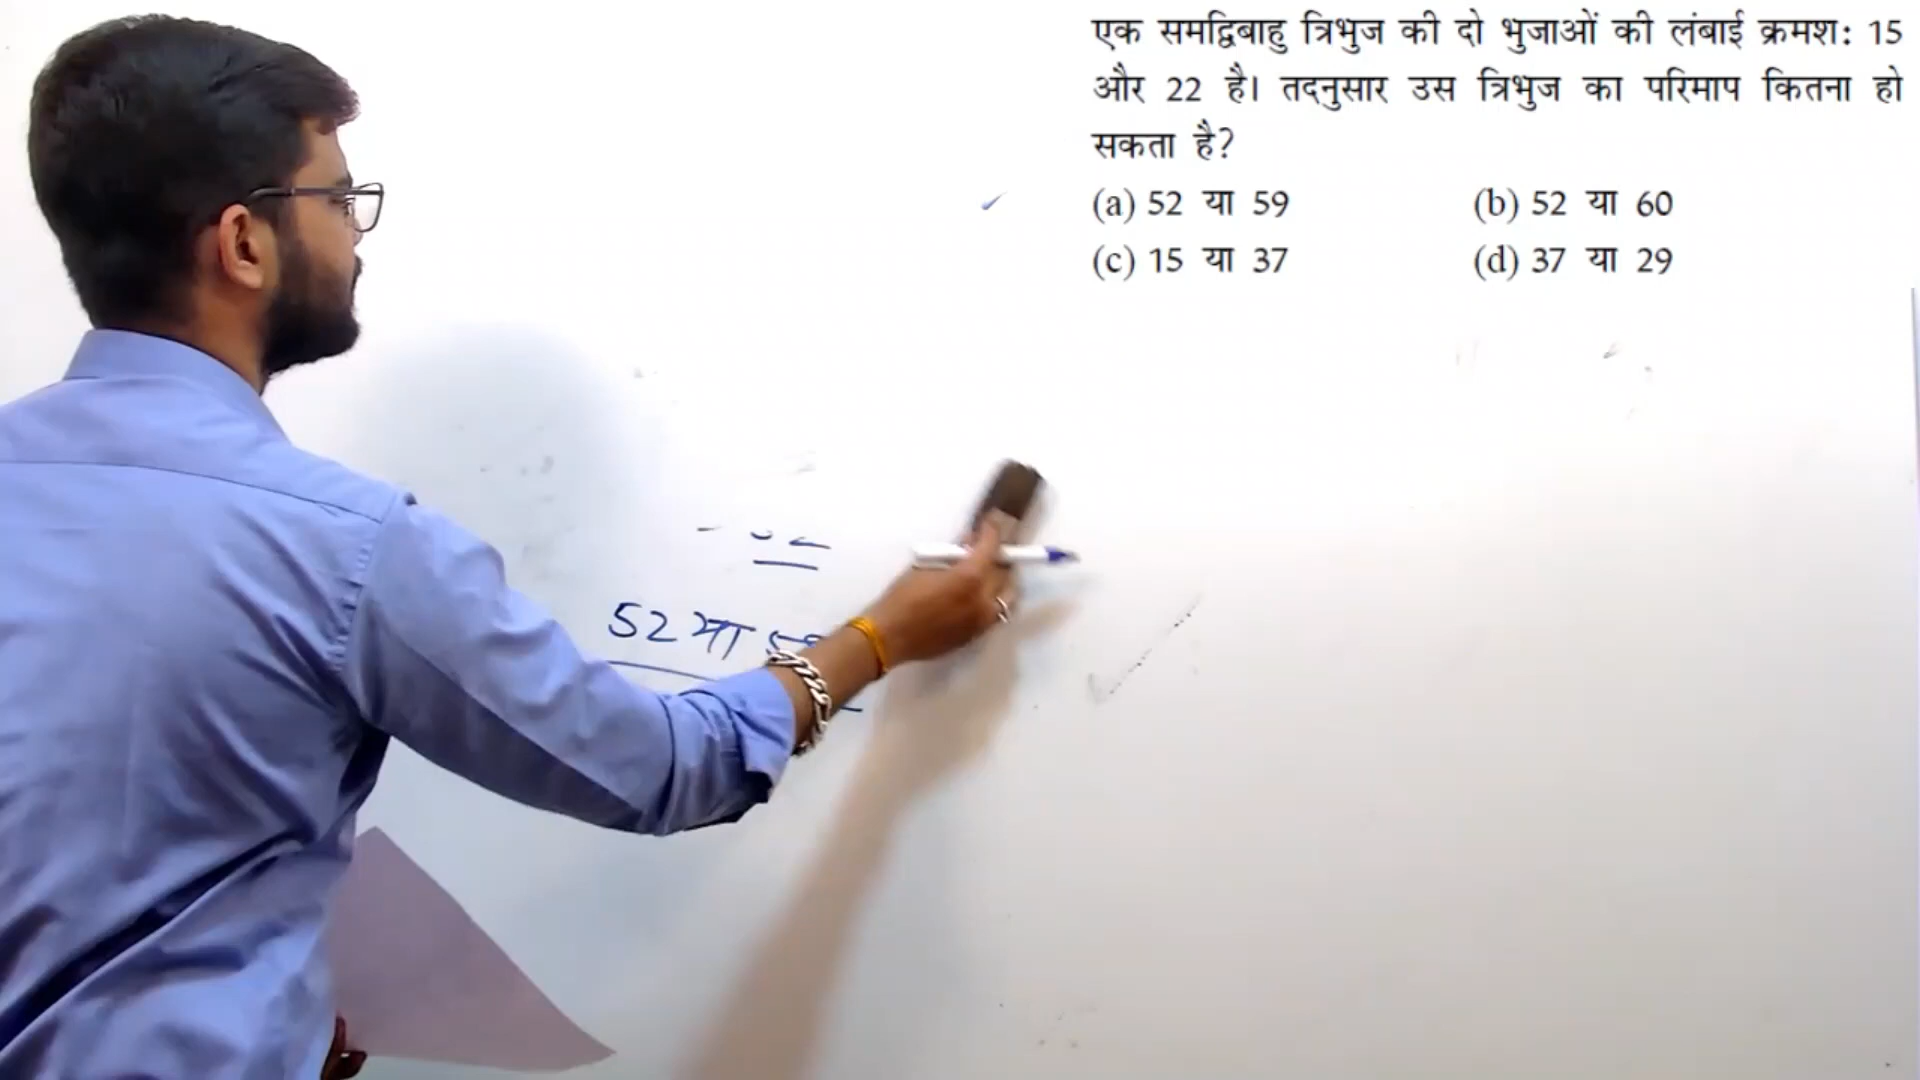 एक समद्विबाहु त्रिभुज की दो भुजाओं की लंबाई क्रमश: 15
और 22 है। तदनुसार उस त्रिभुज का परिमाप कितना हो
सकता है?
(a) 52 या 59 (b) 52 या 60
(c) 15 या 37 (d) 37 या 29
52 या